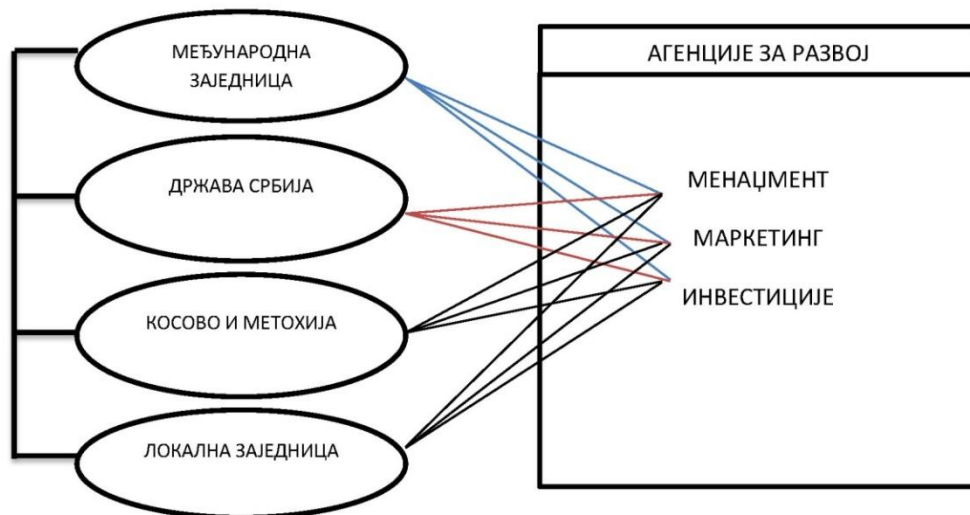 МЕЂУНАРОДНА
ЗАЈЕДНИЦА
ДРЖАВА СРБИЈА
КОСОВО И МЕТОХИЈА
ЛОКАЛНА ЗАЈЕДНИЦА
АГЕНЦИЈЕ ЗА РАЗВОЈ
МЕНАЏМЕНТ
МАРКЕТИНГ
ИНВЕСТИЦИЈЕ